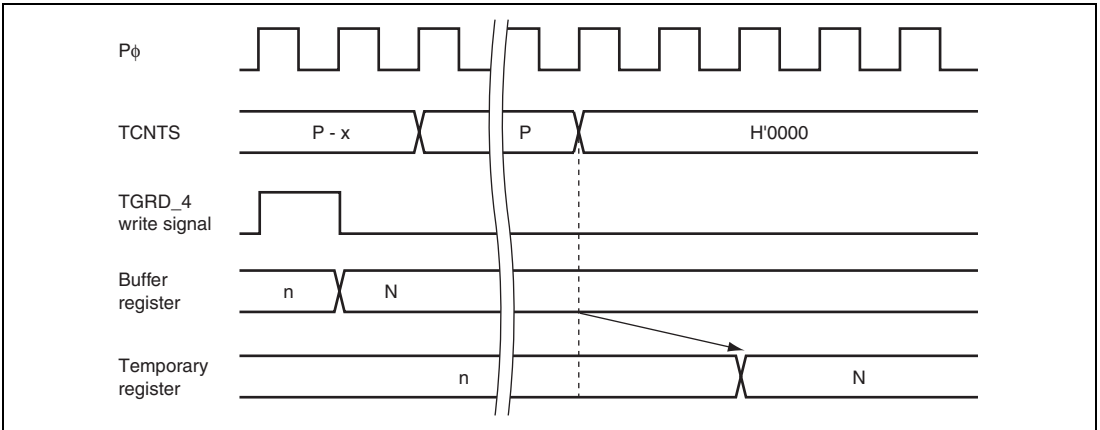 Pϕ
TCNTS
P - x
P
H'0000
TGRD_4
write signal
Buffer
register
n
N
Temporary
register
n
N